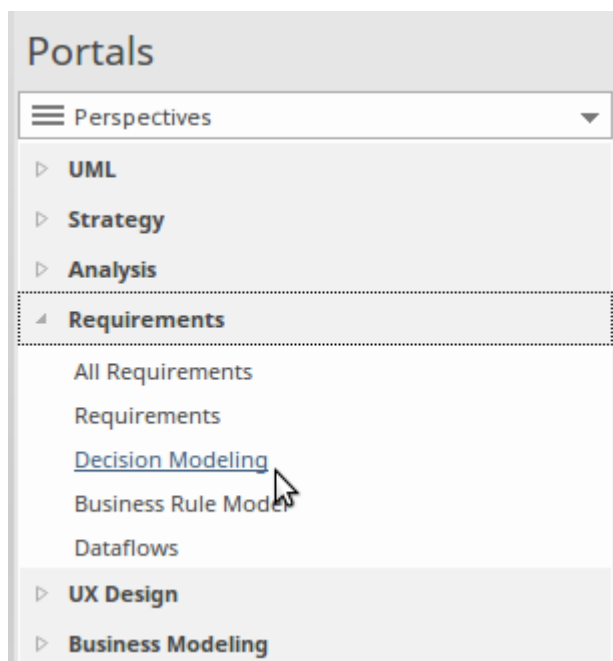 Portals
Perspectives
UML
Strategy
Analysis
Requirements
All Requirements
Requirements
Decision Modeling
Business Rule Model
Dataflows
UX Design
Business Modeling